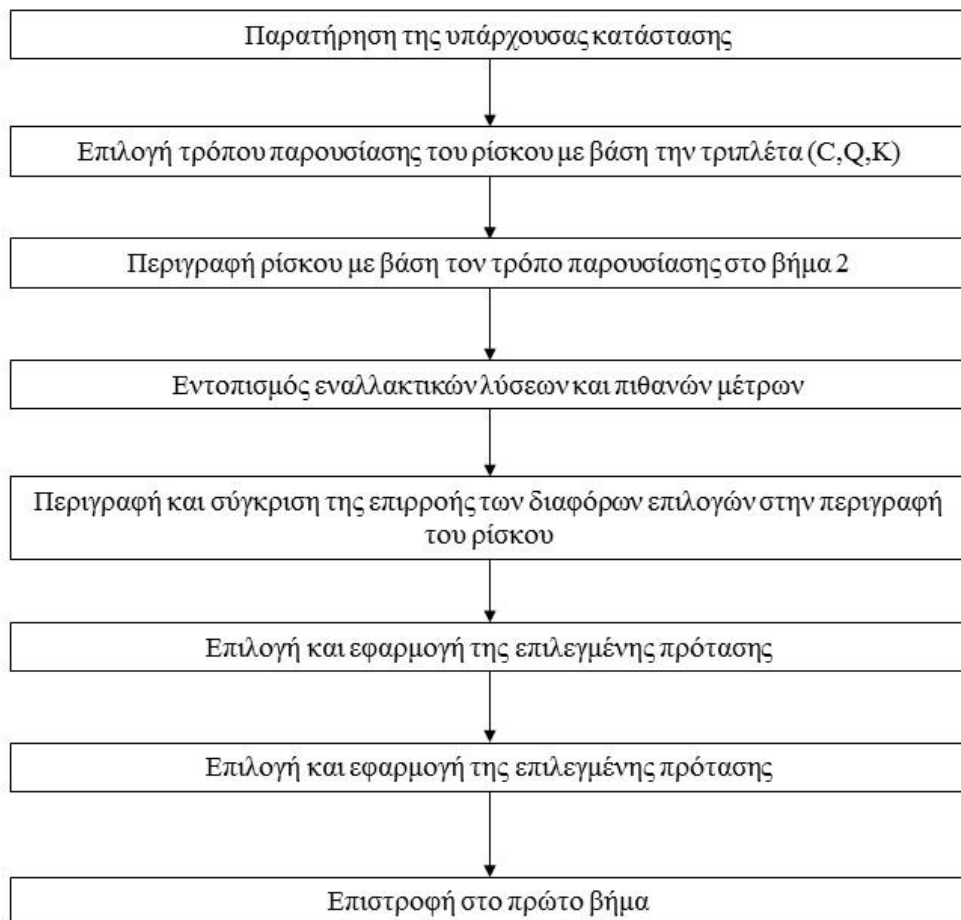 Παρατήρηση της υπάρχουσας κατάστασης
Επιλογή τρόπου παρουσίασης του ρίσκου με βάση την τριπλέτα (C,Q,K)
Περιγραφή ρίσκου με βάση τον τρόπο παρουσίασης στο βήμα 2
Εντοπισμός εναλλακτικών λύσεων και πιθανών μέτρων
Περιγραφή και σύγκριση της επιρροής των διαφόρων επιλογών στην περιγραφή
του ρίσκου
Επιλογή και εφαρμογή της επιλεγμένης πρότασης
Επιλογή και εφαρμογή της επιλεγμένης πρότασης
Επιστροφή στο πρώτο βήμα